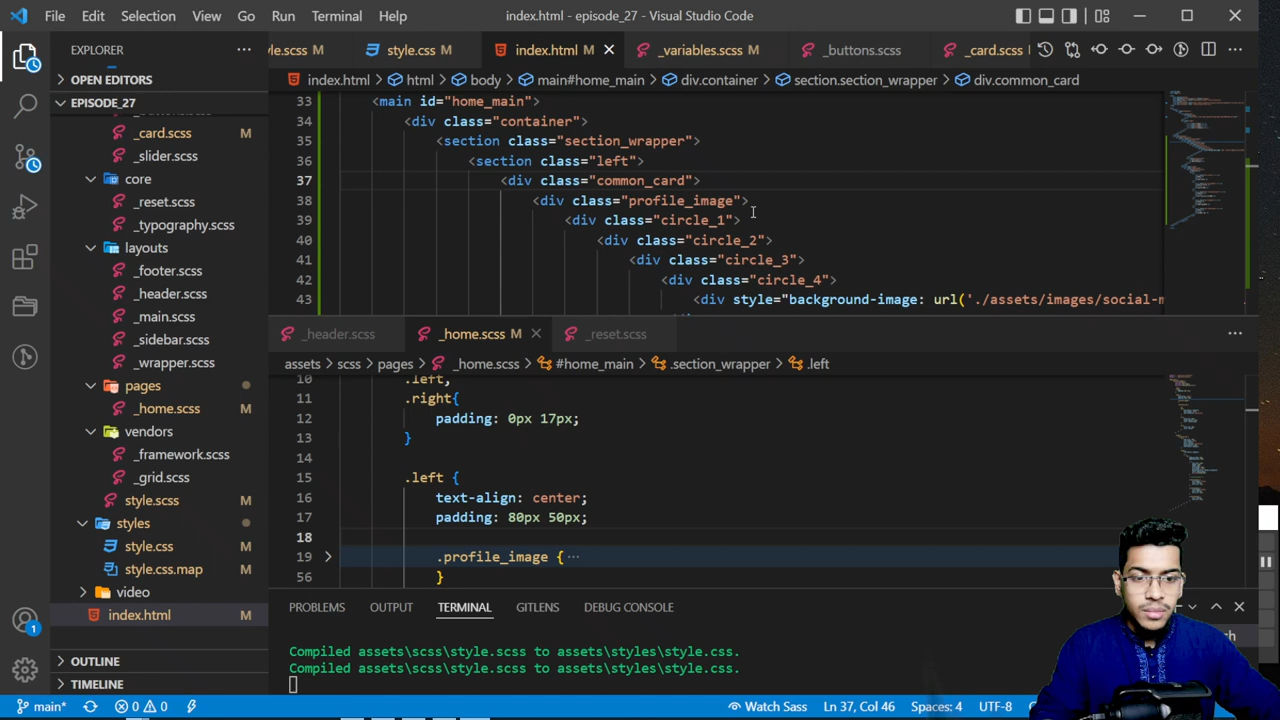 File Edit Selection View Go Run Terminal Help index.html - episode_27 - Visual Studio Code
EXPLORER
OPEN EDITORS
EPISODE_27
_card.scss M
_slider.scss
core
_reset.scss
_typography.scss
layouts
_footer.scss
_header.scss
_main.scss
_sidebar.scss
_wrapper.scss
pages
_home.scss M
vendors
_framework.scss
_grid.scss
style.scss M
styles
style.css M
style.css.map M
video
index.html M
OUTLINE
TIMELINE
le.scss M style.css M index.html M _variables.scss M _buttons.scss _card.scss M
index.html > html > body > main#home_main > div.container > section.section_wrapper > div.common_card
33 <main id="home_main">
34 <div class="container">
35 <section class="section_wrapper">
36 <section class="left">
37 <div class="common_card">
38 <div class="profile_image">
39 <div class="circle_1">
40 <div class="circle_2">
41 <div class="circle_3">
42 <div class="circle_4">
43 <div style="background-image: url('./assets/images/social-m
_header.scss _home.scss M _reset.scss
assets > scss > pages > _home.scss > #home_main > .section_wrapper > .left
10 .left,
11 .right{
12 padding: 0px 17px;
13 }
14
15 .left {
16 text-align: center;
17 padding: 80px 50px;
18
19 .profile_image { ...
56 }
PROBLEMS OUTPUT TERMINAL GITLENS DEBUG CONSOLE
Compiled assets\scss\style.scss to assets\styles\style.css.
Compiled assets\scss\style.scss to assets\styles\style.css.
1
main* 0 0 Watch Sass Ln 37, Col 46 Spaces: 4 UTF-8